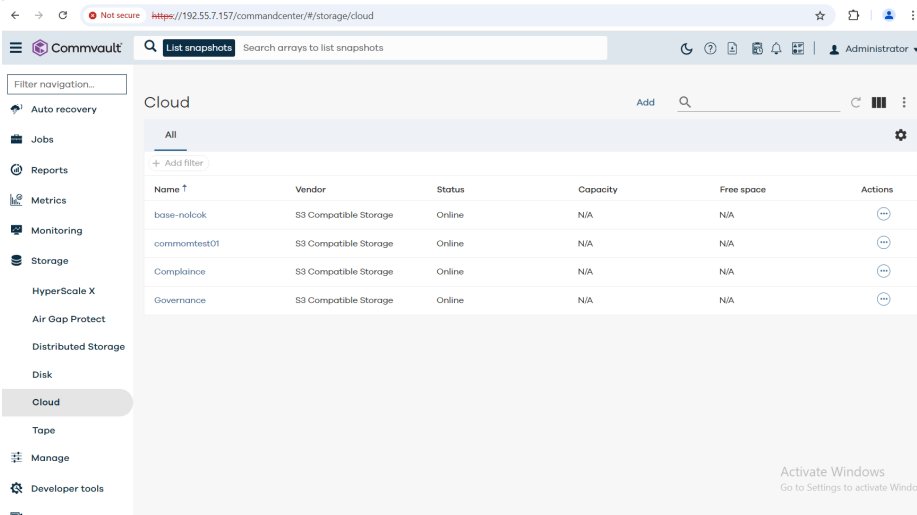 Not secure https://192.55.7.157/commandcenter/#/storage/cloud
Commvault List snapshots Search arrays to list snapshots Administrator
Filter navigation...
Auto recovery
Jobs
Reports
Metrics
Monitoring
Storage
HyperScale X
Air Gap Protect
Distributed Storage
Disk
Cloud
Tape
Manage
Developer tools
Cloud Add
All
+ Add filter
Name ↑ Vendor Status Capacity Free space Actions
base-nolcok S3 Compatible Storage Online N/A N/A
commomtest01 S3 Compatible Storage Online N/A N/A
Complaince S3 Compatible Storage Online N/A N/A
Governance S3 Compatible Storage Online N/A N/A
Activate Windows
Go to Settings to activate Windo